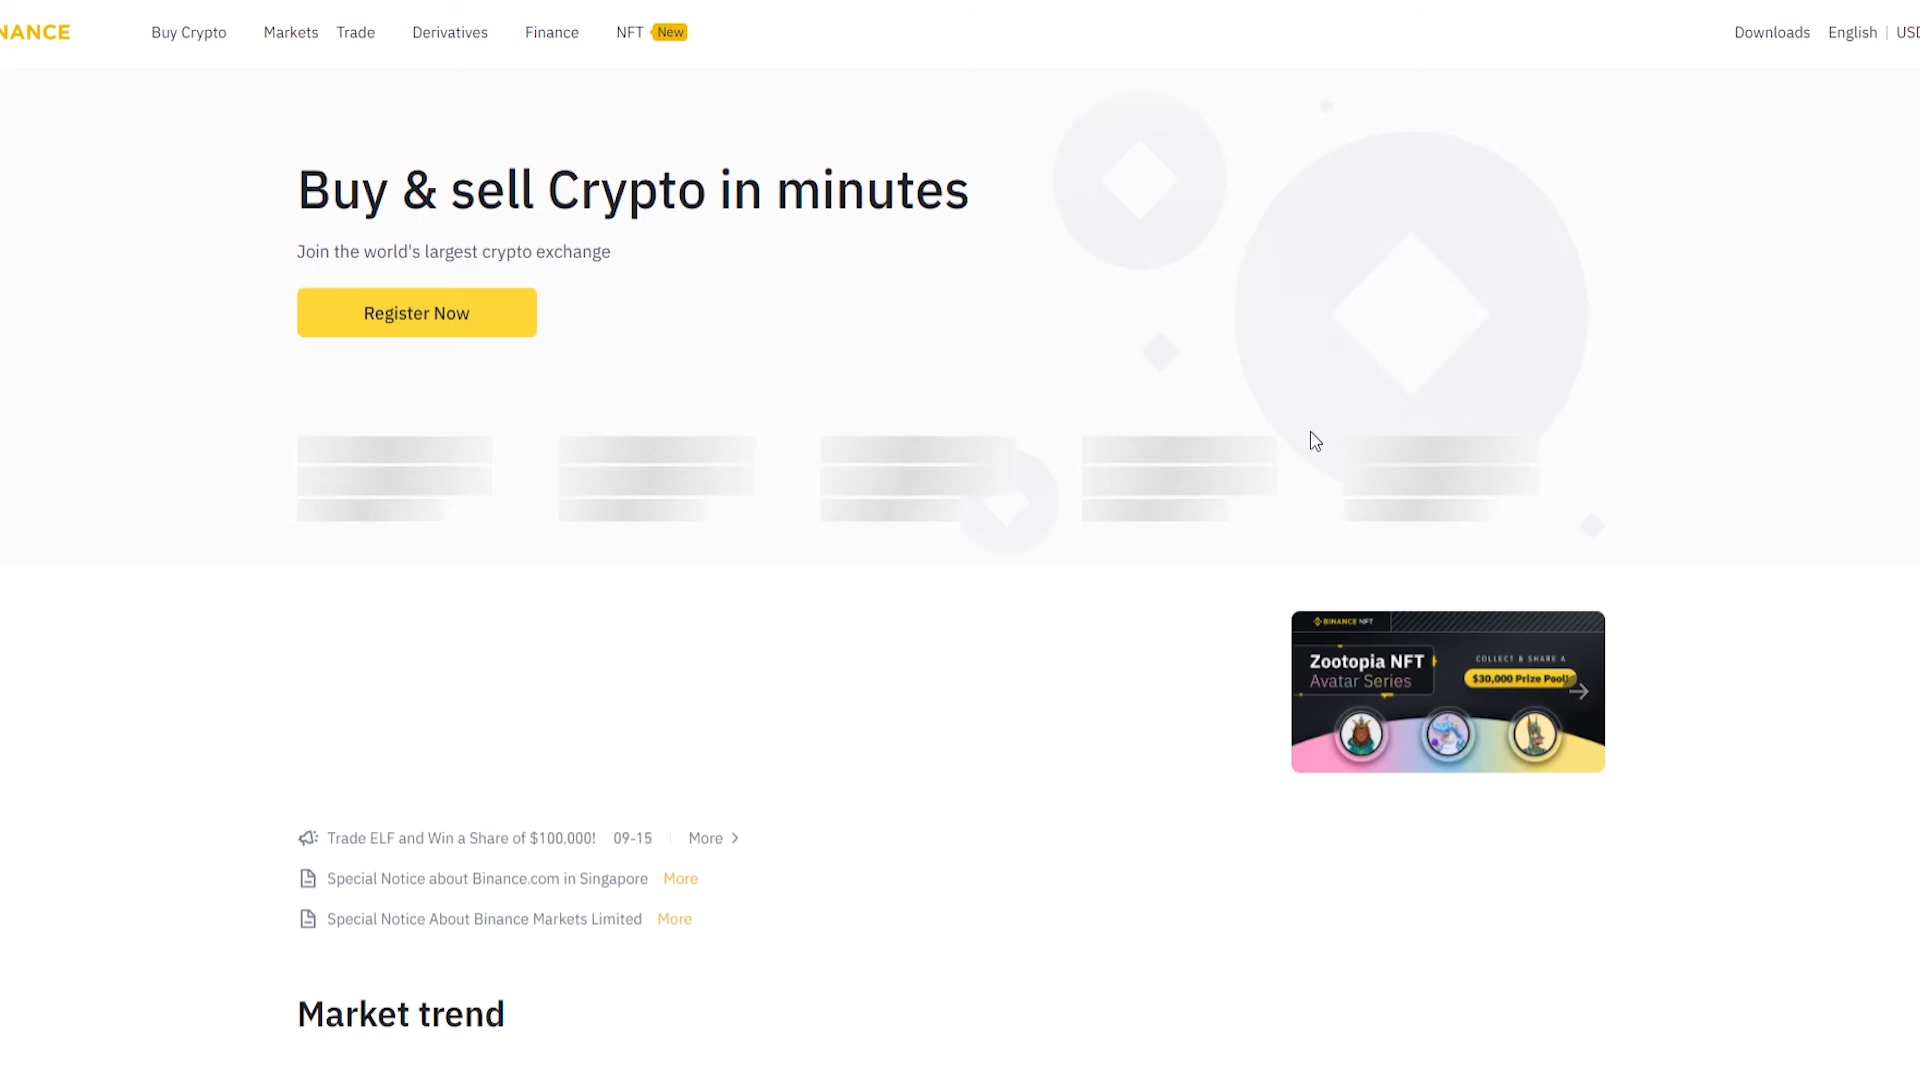 NANCE Buy Crypto Markets Trade Derivatives Finance NFT New Downloads English USD
Buy & sell Crypto in minutes
Join the world's largest crypto exchange
Register Now
BINANCE NFT
Zootopia NFT
Avatar Series
COLLECT & SHARE A
$30,000 Prize Pool!
Trade ELF and Win a Share of $100,000! 09-15 More
Special Notice about Binance.com in Singapore More
Special Notice About Binance Markets Limited More
Market trend